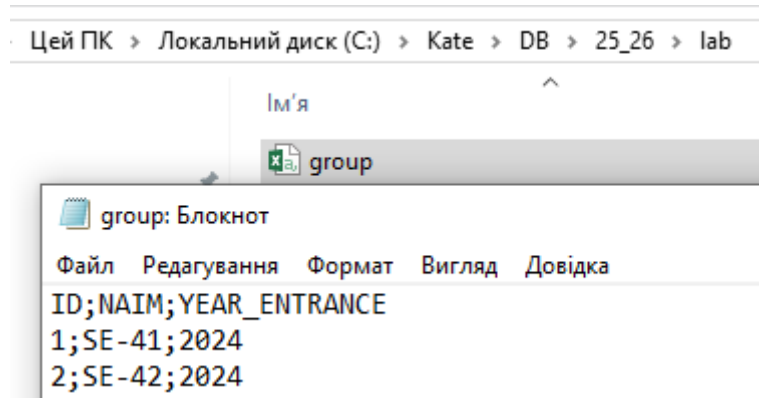 Цей ПК > Локальний диск (C:) > Kate > DB > 25_26 > lab
Ім'я
group
group: Блокнот
Файл Редагування Формат Вигляд Довідка
ID;NAIM;YEAR_ENTRANCE
1;SE-41;2024
2;SE-42;2024